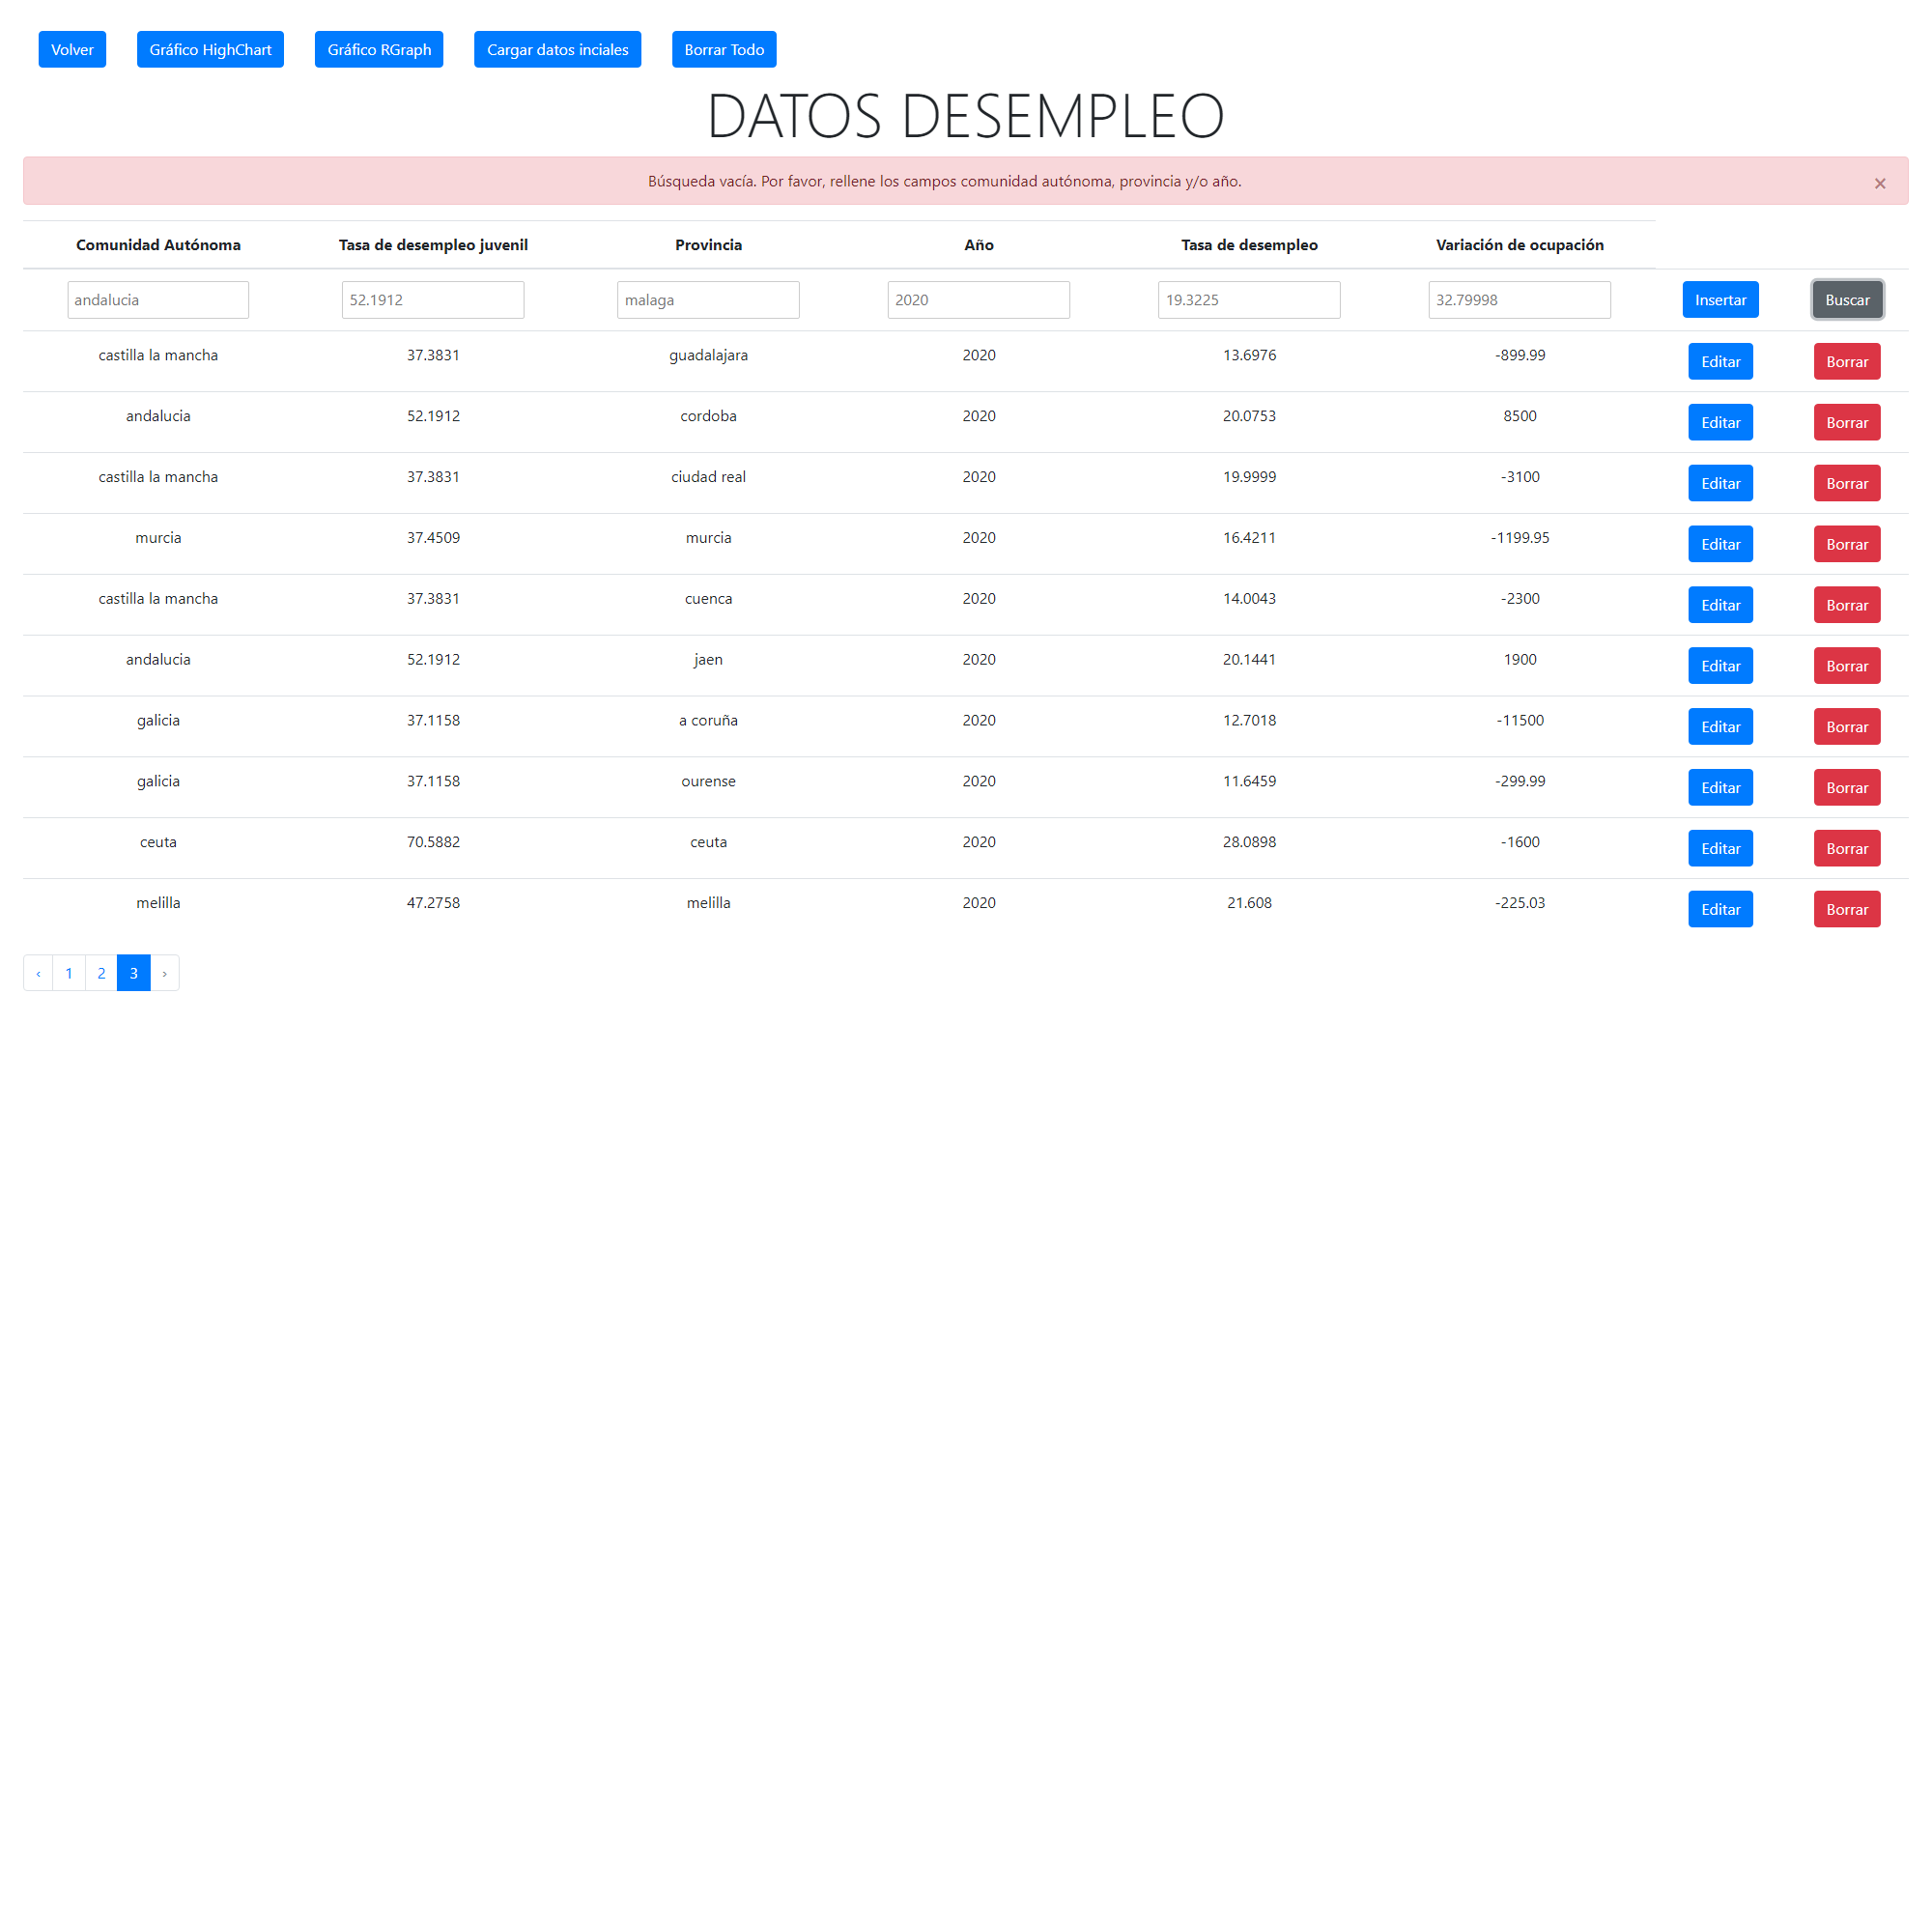 Volver Gráfico HighChart Gráfico RGraph Cargar datos inciales Borrar Todo
DATOS DESEMPLEO
Búsqueda vacía. Por favor, rellene los campos comunidad autónoma, provincia y/o año. ×
Comunidad Autónoma Tasa de desempleo juvenil Provincia Año Tasa de desempleo Variación de ocupación
andalucia 52.1912 malaga 2020 19.3225 32.79998 Insertar Buscar
castilla la mancha 37.3831 guadalajara 2020 13.6976 -899.99 Editar Borrar
andalucia 52.1912 cordoba 2020 20.0753 8500 Editar Borrar
castilla la mancha 37.3831 ciudad real 2020 19.9999 -3100 Editar Borrar
murcia 37.4509 murcia 2020 16.4211 -1199.95 Editar Borrar
castilla la mancha 37.3831 cuenca 2020 14.0043 -2300 Editar Borrar
andalucia 52.1912 jaen 2020 20.1441 1900 Editar Borrar
galicia 37.1158 a coruña 2020 12.7018 -11500 Editar Borrar
galicia 37.1158 ourense 2020 11.6459 -299.99 Editar Borrar
ceuta 70.5882 ceuta 2020 28.0898 -1600 Editar Borrar
melilla 47.2758 melilla 2020 21.608 -225.03 Editar Borrar
‹ 1 2 3 ›